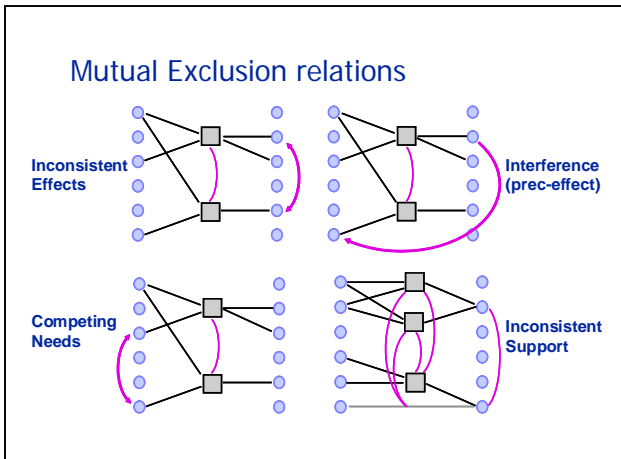 Mutual Exclusion relations
Inconsistent
Effects
Interference
(prec-effect)
Competing
Needs
Inconsistent
Support